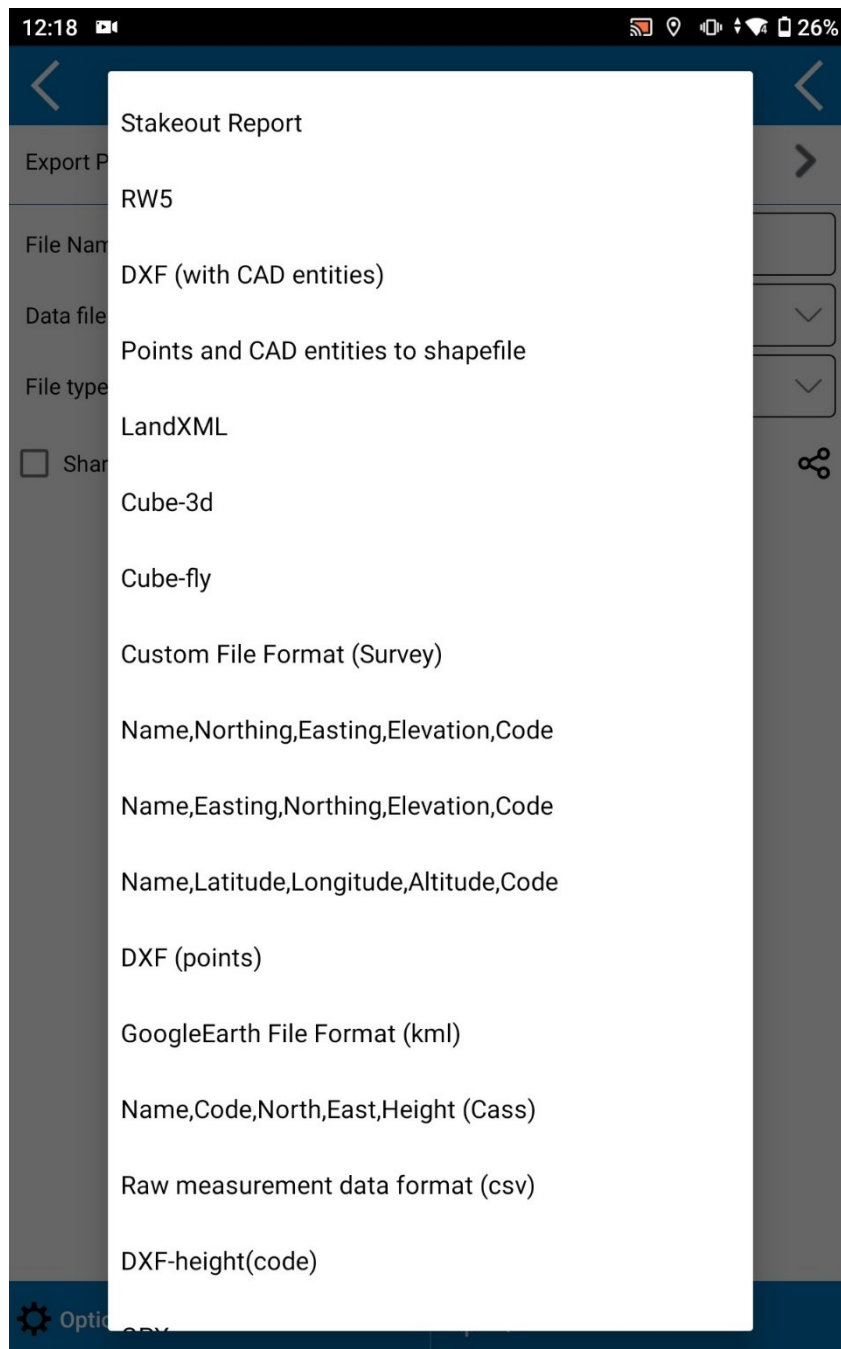 12:18
4
26%
Stakeout Report
Export P
RW5
File Nam
DXF (with CAD entities)
Data file
Points and CAD entities to shapefile
File type
LandXML
Shar
Cube-3d
Cube-fly
Custom File Format (Survey)
Name,Northing,Easting,Elevation,Code
Name,Easting,Northing,Elevation,Code
Name,Latitude,Longitude,Altitude,Code
DXF (points)
GoogleEarth File Format (kml)
Name,Code,North,East,Height (Cass)
Raw measurement data format (csv)
DXF-height(code)
Optio